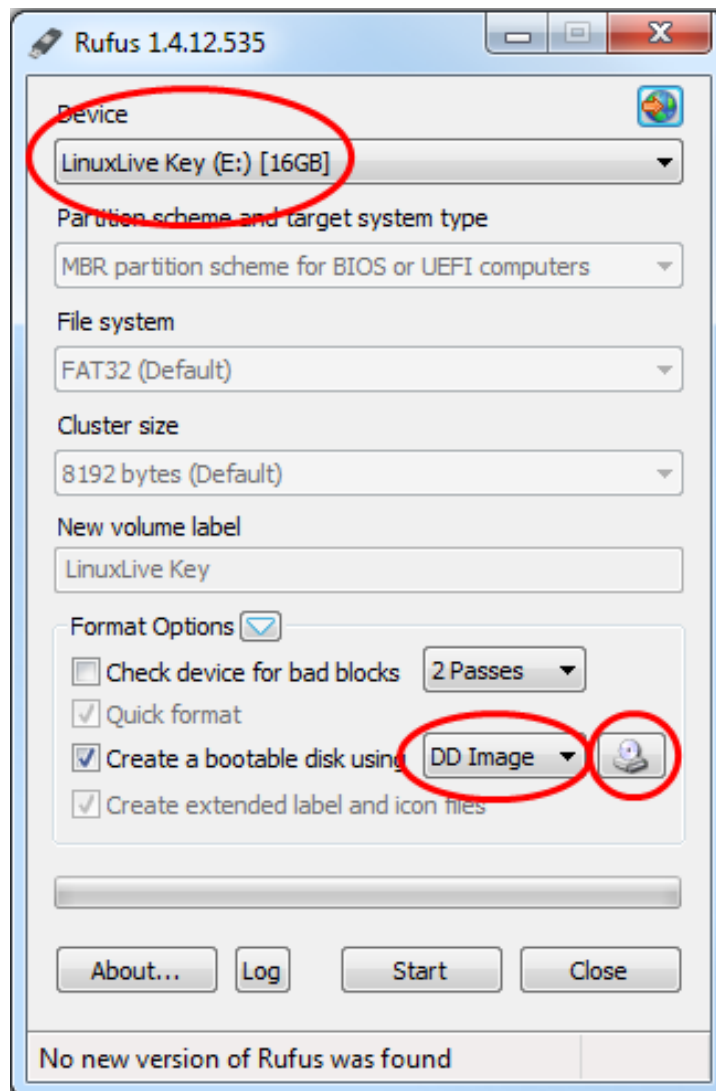 Rufus 1.4.12.535
Device
LinuxLive Key (E:) [16GB]
Partition scheme and target system type
MBR partition scheme for BIOS or UEFI computers
File system
FAT32 (Default)
Cluster size
8192 bytes (Default)
New volume label
LinuxLive Key
Format Options
Check device for bad blocks 2 Passes
Quick format
Create a bootable disk using DD Image
Create extended label and icon files
About... Log Start Close
No new version of Rufus was found